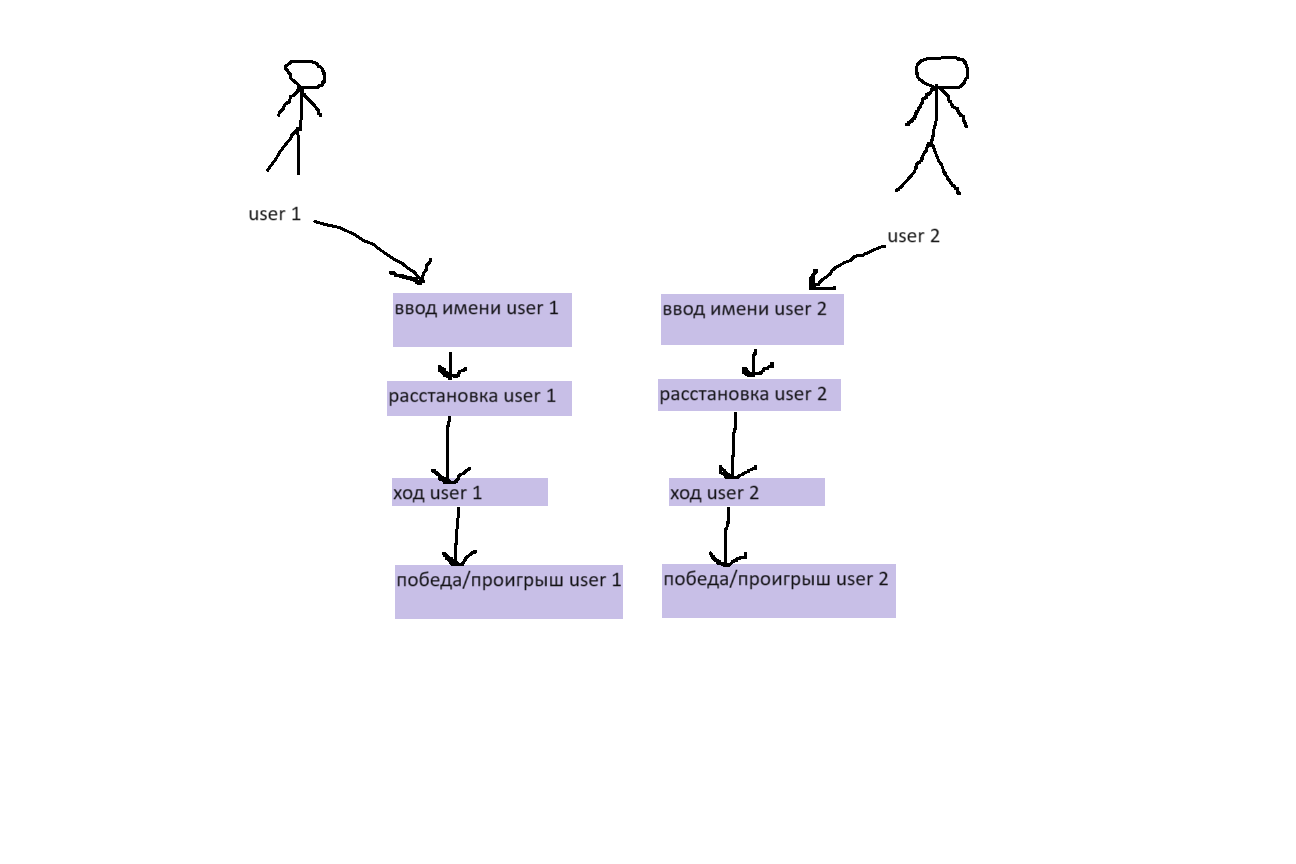 user 1
user 2
ввод имени user 1
ввод имени user 2
расстановка user 1
расстановка user 2
ход user 1
ход user 2
победа/проигрыш user 1
победа/проигрыш user 2